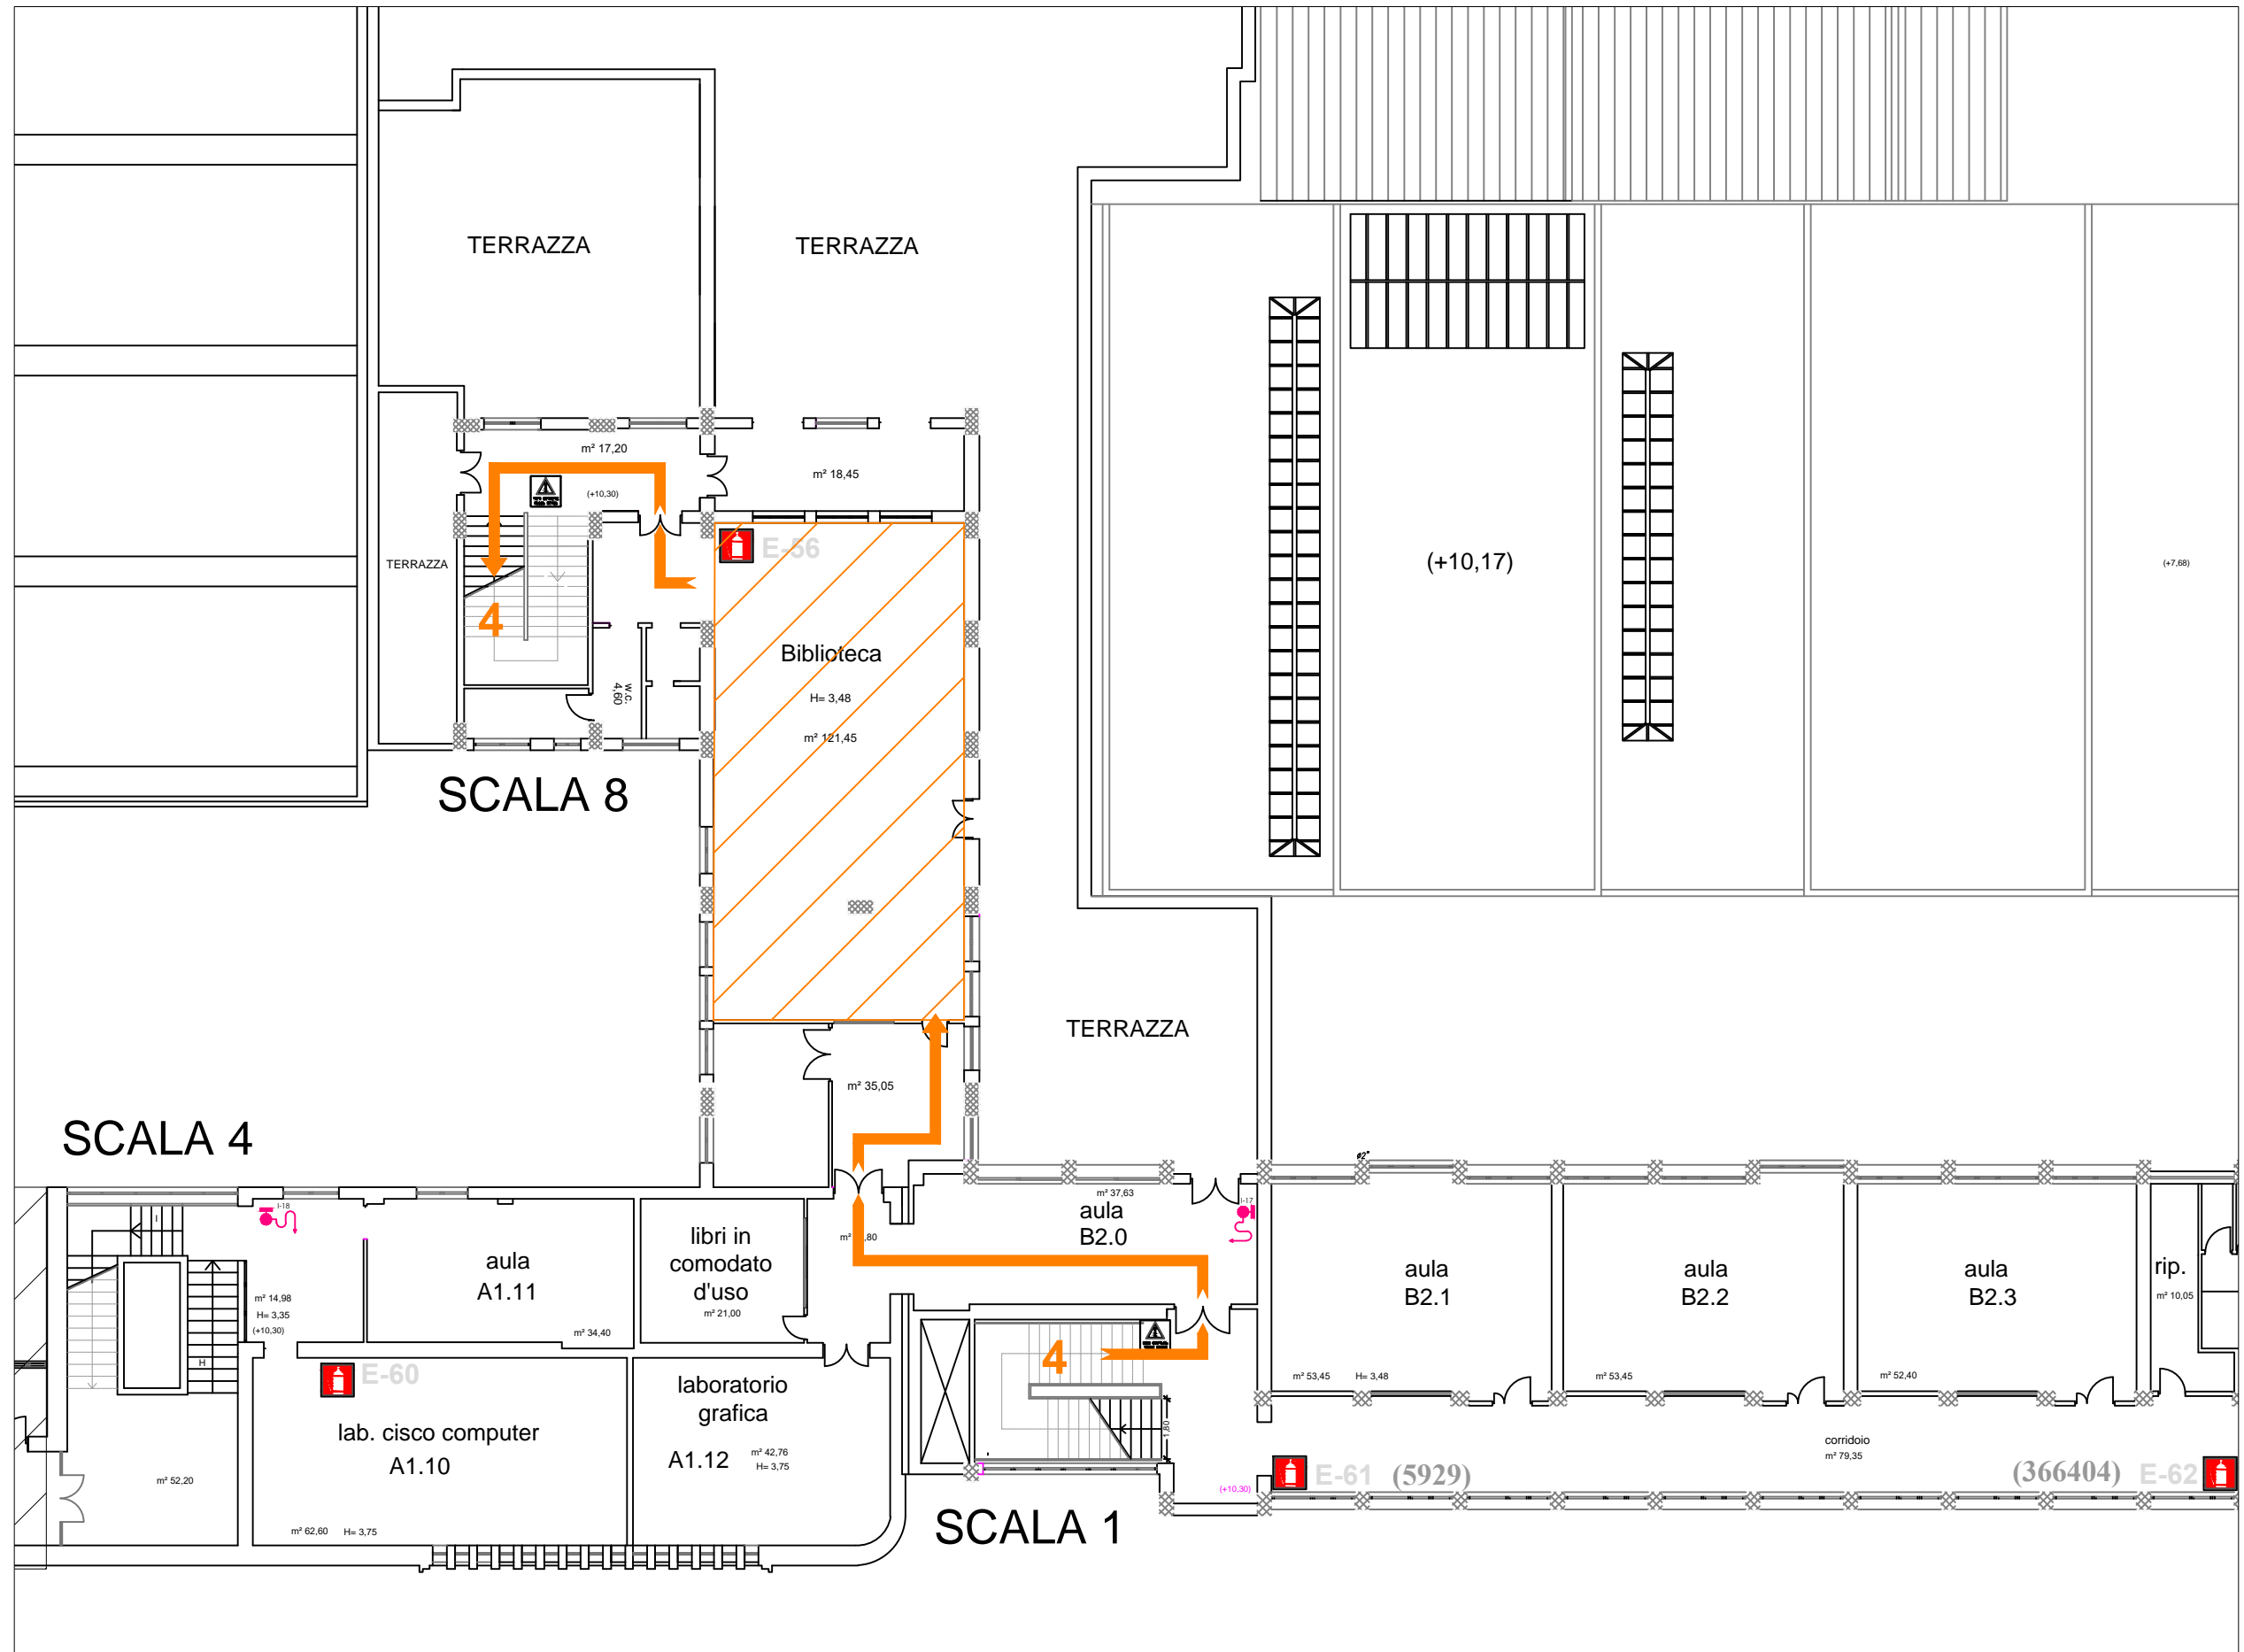 TERRAZZA
TERRAZZA
m² 17,20
m² 18,45
(+10,30)
E-56
TERRAZZA
(+10,17)
(+7,68)
4
Biblioteca
H= 3,48
m² 121,45
w.c.
4,60
SCALA 8
TERRAZZA
m² 35,05
SCALA 4
ø2"
I-18
I
m² 37,63
aula
B2.0
I-17
libri in
comodato
d'uso
m² 21,00
aula
A1.11
m² 34,40
aula
B2.1
aula
B2.2
aula
B2.3
rip.
m² 10,05
m² 14,98
H= 3,35
(+10,30)
H
4
m² 53,45 H= 3,48
m² 53,45
m² 52,40
E-60
laboratorio
grafica
A1.12
m² 42,76
H= 3,75
lab. cisco computer
A1.10
m² 52,20
m² 62,60 H= 3,75
1,80
corridoio
m² 79,35
E-61 (5929)
(366404) E-62
(+10.30)
SCALA 1